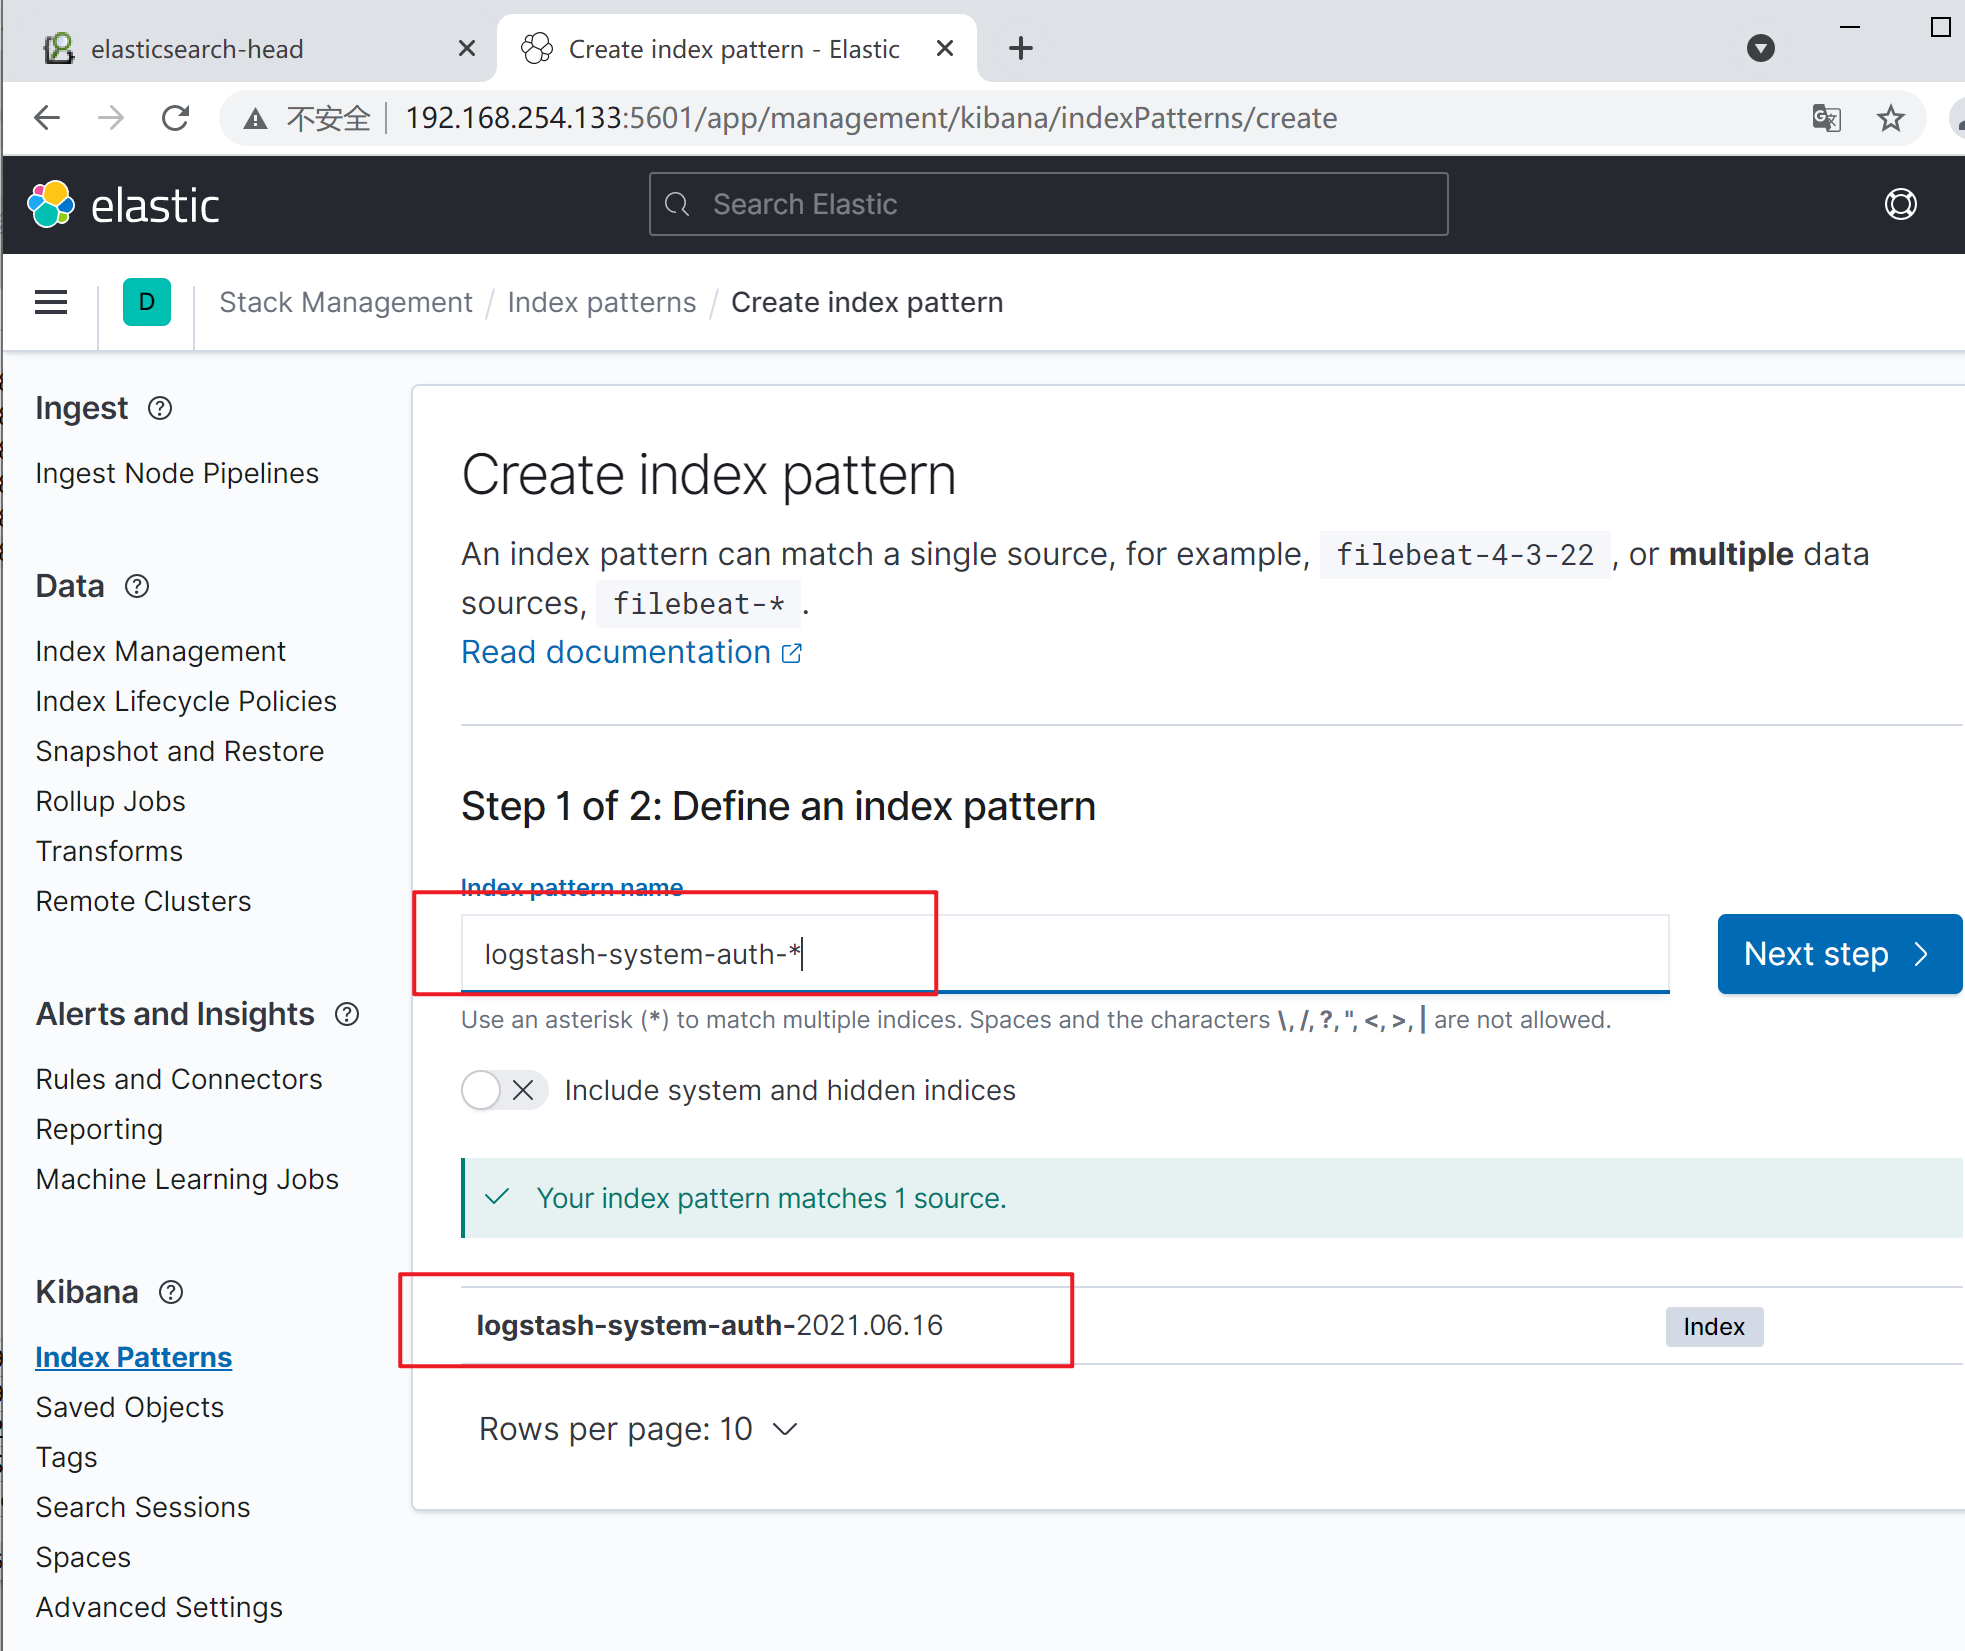 elasticsearch-head
Create index pattern - Elastic
不安全
192.168.254.133:5601/app/management/kibana/indexPatterns/create
elastic
Search Elastic
D
Stack Management / Index patterns / Create index pattern
Ingest
Ingest Node Pipelines
Data
Index Management
Index Lifecycle Policies
Snapshot and Restore
Rollup Jobs
Transforms
Remote Clusters
Alerts and Insights
Rules and Connectors
Reporting
Machine Learning Jobs
Kibana
Index Patterns
Saved Objects
Tags
Search Sessions
Spaces
Advanced Settings
Create index pattern
An index pattern can match a single source, for example, filebeat-4-3-22 , or multiple data
sources, filebeat-* .
Read documentation
Step 1 of 2: Define an index pattern
Index pattern name
logstash-system-auth-*
Next step
Use an asterisk (*) to match multiple indices. Spaces and the characters \, /, ?, ", <, >, | are not allowed.
Include system and hidden indices
Your index pattern matches 1 source.
logstash-system-auth-2021.06.16
Index
Rows per page: 10